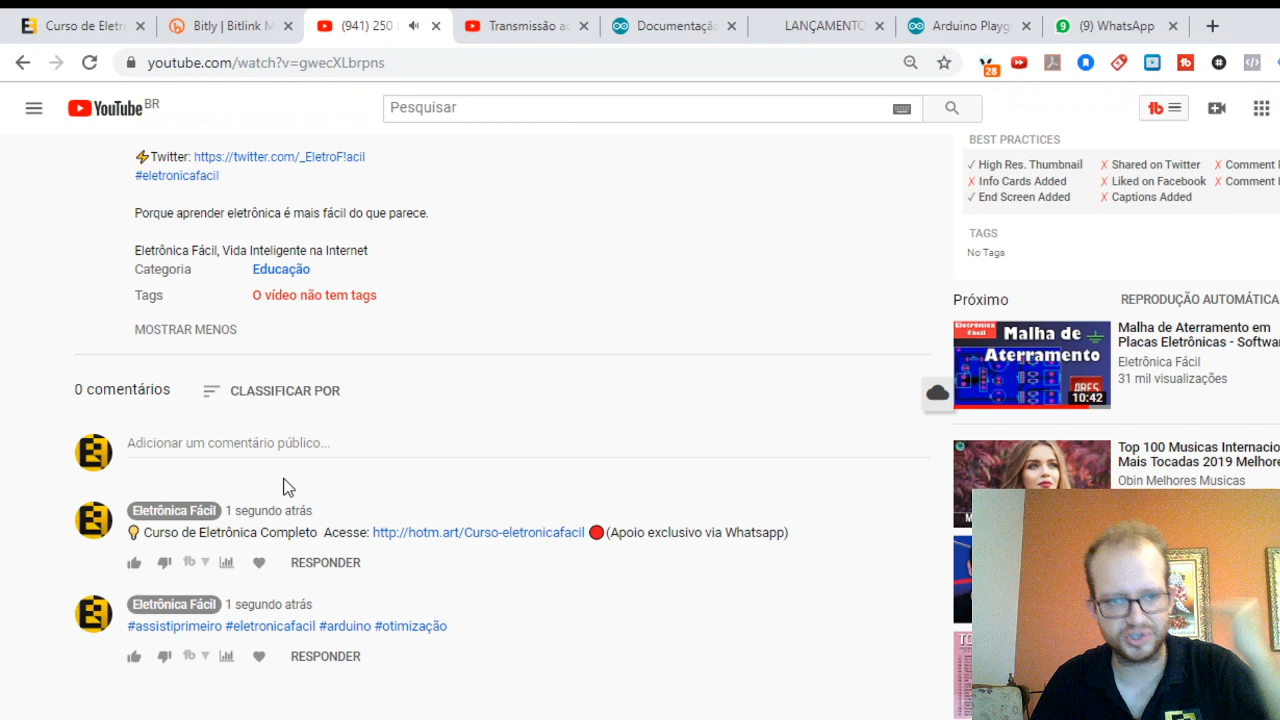 Curso de Eletr
Bitly | Bitlink M
(941) 250
Transmissão ao
Documentaçã
LANÇAMENTO
Arduino Playg
(9) WhatsApp
youtube.com/watch?v=gwecXLbrpns
28
YouTube BR
Pesquisar
⚡Twitter: https://twitter.com/_EletroF!acil
#eletronicafacil
Porque aprender eletrônica é mais fácil do que parece.
Eletrônica Fácil, Vida Inteligente na Internet
Categoria Educação
Tags O vídeo não tem tags
MOSTRAR MENOS
0 comentários CLASSIFICAR POR
Adicionar um comentário público...
Eletrônica Fácil 1 segundo atrás
💡 Curso de Eletrônica Completo Acesse: http://hotm.art/Curso-eletronicafacil 🔴(Apoio exclusivo via Whatsapp)
RESPONDER
Eletrônica Fácil 1 segundo atrás
#assistiprimeiro #eletronicafacil #arduino #otimização
RESPONDER
BEST PRACTICES
✓ High Res. Thumbnail ✗ Shared on Twitter ✗ Comment
✗ Info Cards Added ✗ Liked on Facebook ✗ Comment
✓ End Screen Added ✗ Captions Added
TAGS
No Tags
Próximo REPRODUÇÃO AUTOMÁTICA
Eletrônica Fácil
Malha de
Aterramento
ARES
10:42
Malha de Aterramento em
Placas Eletrônicas - Softwar
Eletrônica Fácil
31 mil visualizações
Top 100 Musicas Internacio
Mais Tocadas 2019 Melhore
Obin Melhores Musicas